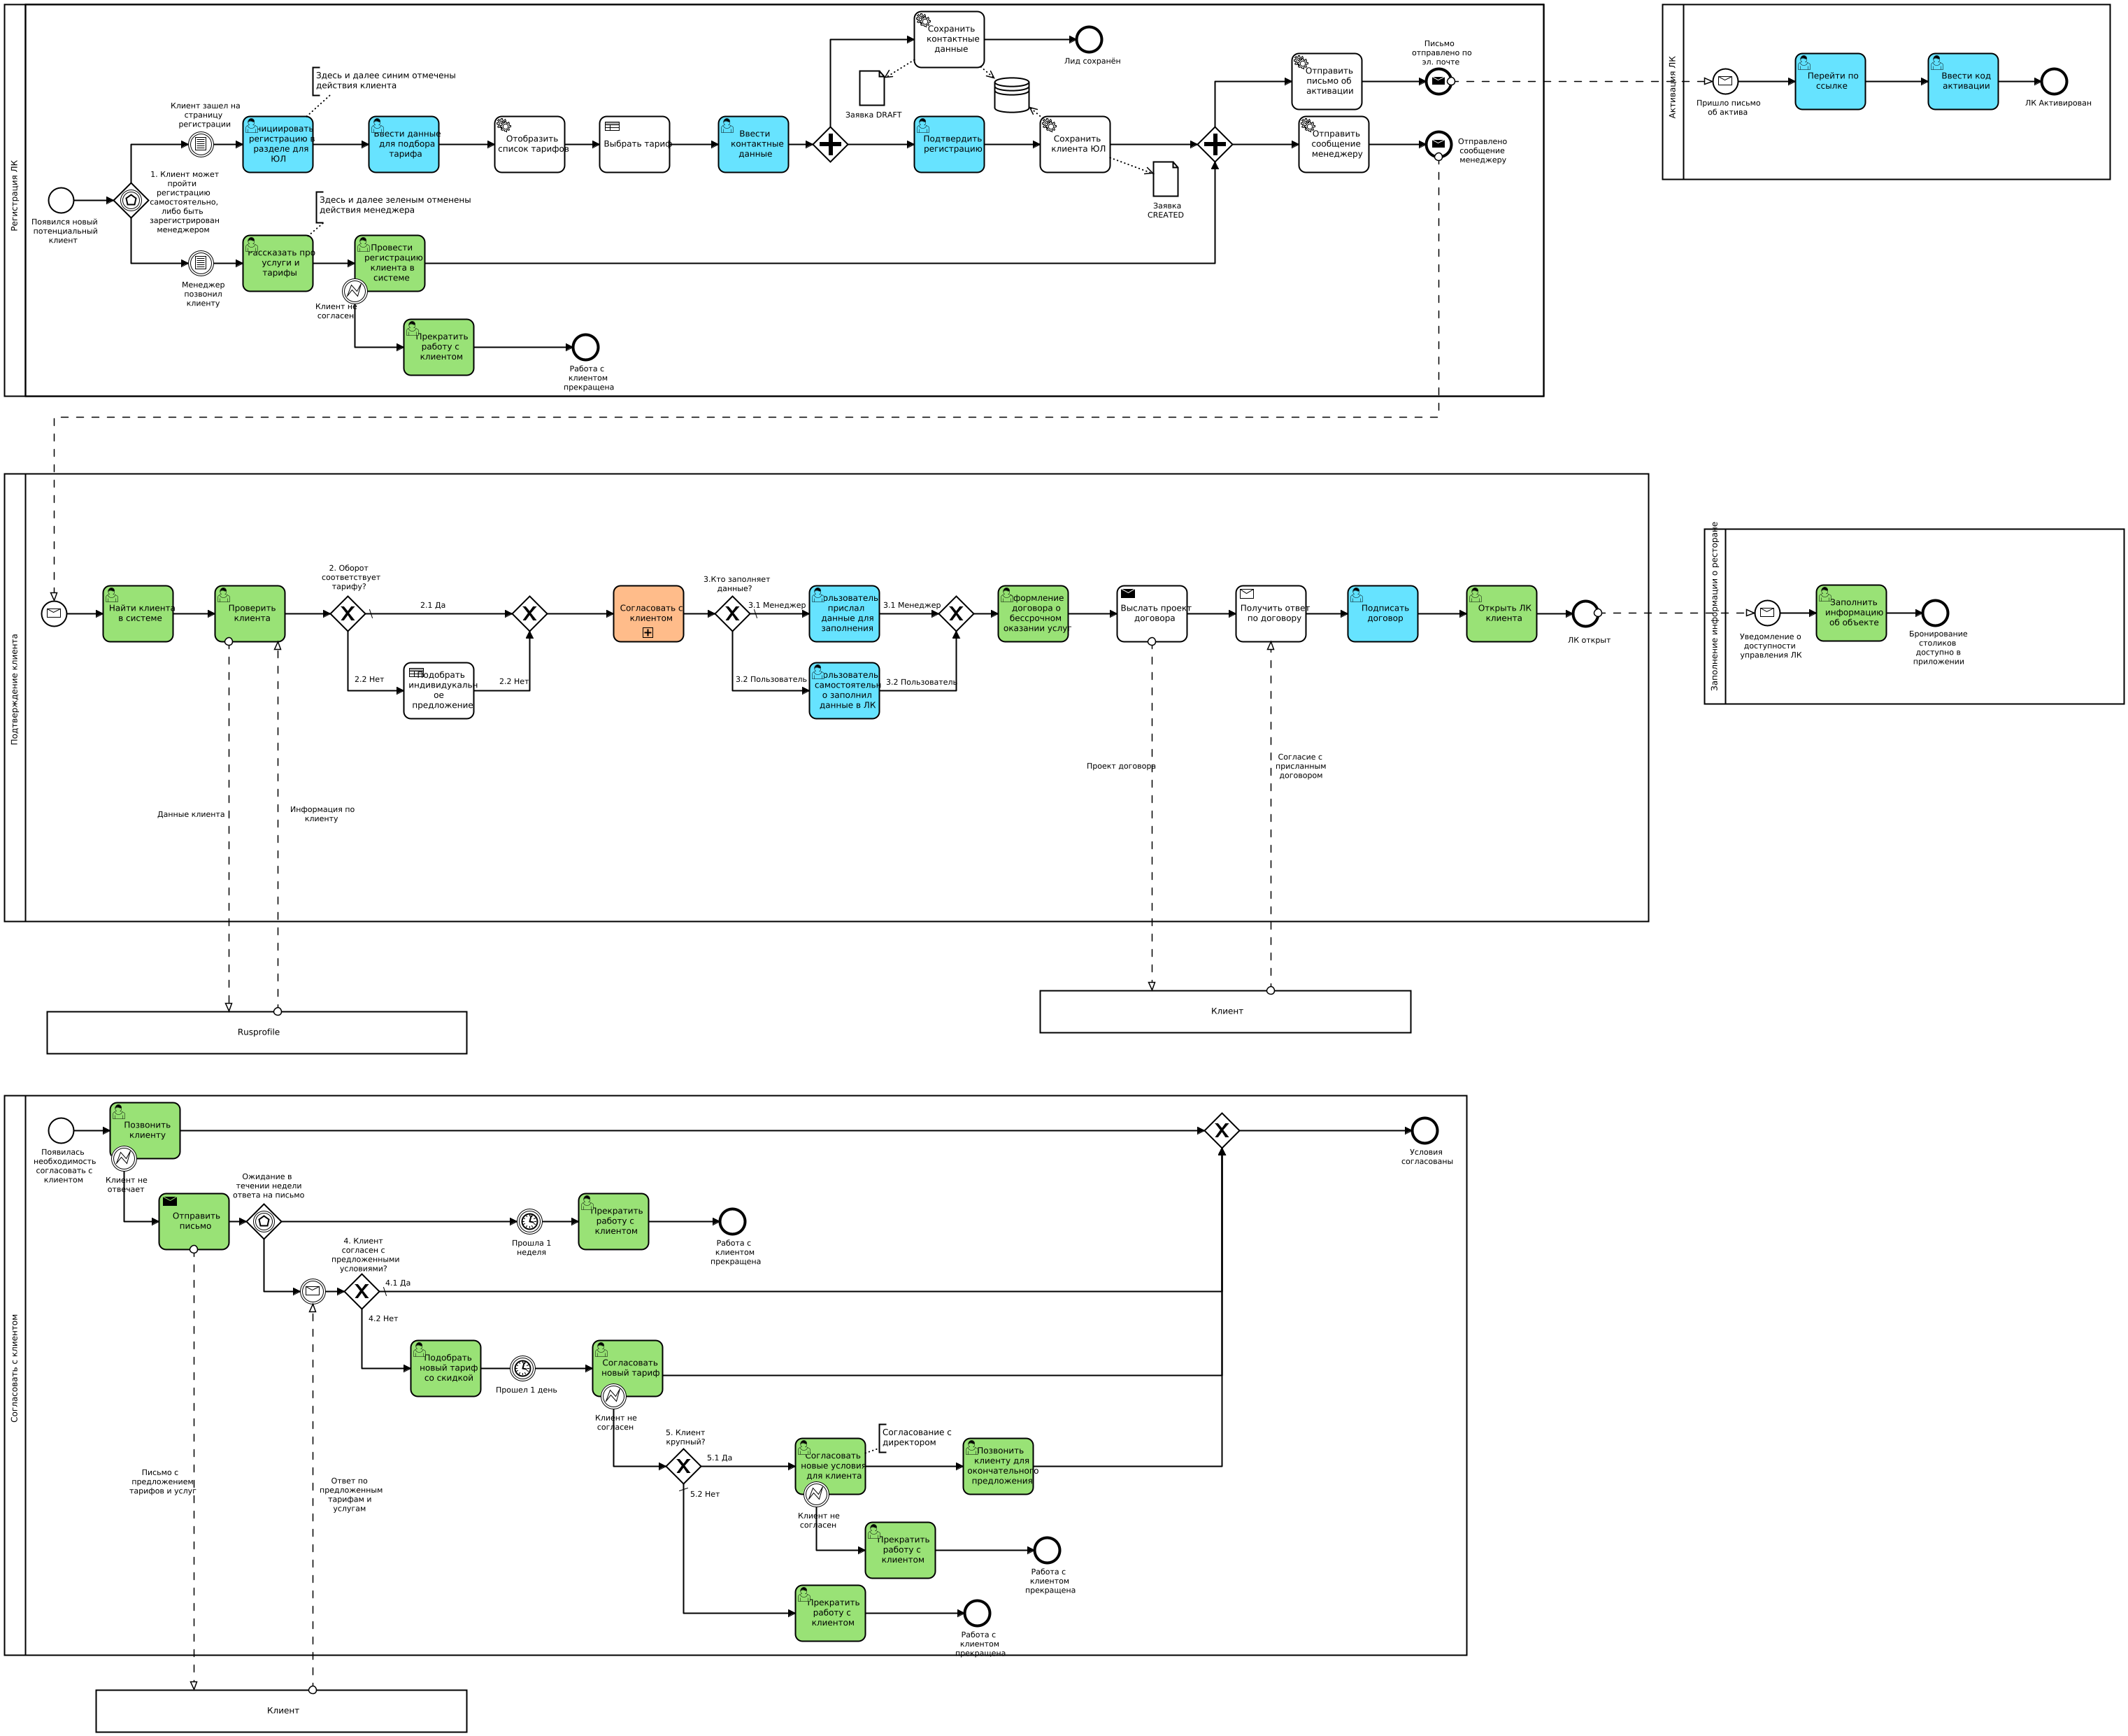 Регистрация ЛК
Появился новый
потенциальный
клиент
1. Клиент может
пройти
регистрацию
самостоятельно,
либо быть
зарегистрирован
менеджером
Клиент зашел на
страницу
регистрации
Здесь и далее синим отмечены
действия клиента
Инициировать
регистрацию в
разделе для
ЮЛ
Ввести данные
для подбора
тарифа
Отобразить
список тарифов
Выбрать тариф
Ввести
контактные
данные
Сохранить
контактные
данные
Лид сохранён
Заявка DRAFT
Подтвердить
регистрацию
Сохранить
клиента ЮЛ
Заявка
CREATED
Отправить
письмо об
активации
Письмо
отправлено по
эл. почте
Отправить
сообщение
менеджеру
Отправлено
сообщение
менеджеру
Менеджер
позвонил
клиенту
Здесь и далее зеленым отменены
действия менеджера
Рассказать про
услуги и
тарифы
Провести
регистрацию
клиента в
системе
Клиент не
согласен
Прекратить
работу с
клиентом
Работа с
клиентом
прекращена
Активация ЛК
Пришло письмо
об актива
Перейти по
ссылке
Ввести код
активации
ЛК Активирован
Подтверждение клиента
Найти клиента
в системе
Проверить
клиента
2. Оборот
соответствует
тарифу?
2.1 Да
2.2 Нет
Подобрать
индивидуальн
ое
предложение
2.2 Нет
Согласовать с
клиентом
3.Кто заполняет
данные?
3.1 Менеджер
Пользователь
прислал
данные для
заполнения
3.1 Менеджер
3.2 Пользователь
Пользователь
самостоятельн
о заполнил
данные в ЛК
3.2 Пользователь
Оформление
договора о
бессрочном
оказании услуг
Выслать проект
договора
Получить ответ
по договору
Подписать
договор
Открыть ЛК
клиента
ЛК открыт
Данные клиента
Информация по
клиенту
Проект договора
Согласие с
присланным
договором
Rusprofile
Клиент
Заполнение информации о ресторане
Уведомление о
доступности
управления ЛК
Заполнить
информацию
об объекте
Бронирование
столиков
доступно в
приложении
Согласовать с клиентом
Появилась
необходимость
согласовать с
клиентом
Позвонить
клиенту
Клиент не
отвечает
Условия
согласованы
Отправить
письмо
Ожидание в
течении недели
ответа на письмо
Прошла 1
неделя
Прекратить
работу с
клиентом
Работа с
клиентом
прекращена
4. Клиент
согласен с
предложенными
условиями?
4.1 Да
4.2 Нет
Подобрать
новый тариф
со скидкой
Прошел 1 день
Согласовать
новый тариф
Клиент не
согласен
5. Клиент
крупный?
5.1 Да
5.2 Нет
Согласовать
новые условия
для клиента
Согласование с
директором
Позвонить
клиенту для
окончательного
предложения
Клиент не
согласен
Прекратить
работу с
клиентом
Работа с
клиентом
прекращена
Прекратить
работу с
клиентом
Работа с
клиентом
прекращена
Письмо с
предложением
тарифов и услуг
Ответ по
предложенным
тарифам и
услугам
Клиент